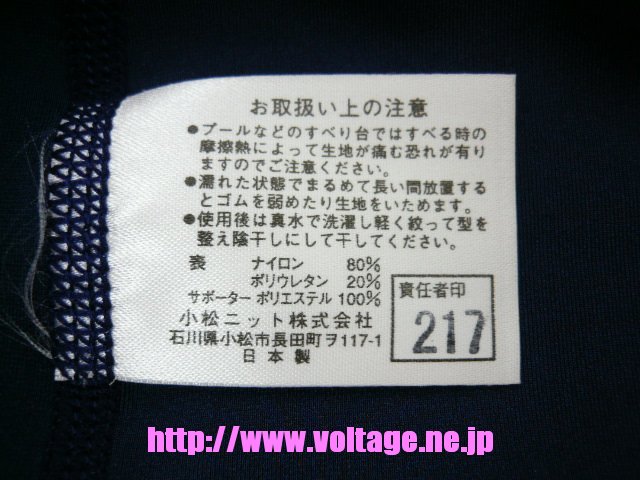 お取扱い上の注意
●プールなどのすべり台ではすべる時の
摩擦熱によって生地が痛む恐れが有り
ますのでご注意ください。
●濡れた状態でまるめて長い間放置する
とゴムを弱めたり生地をいためます。
●使用後は真水で洗濯し軽く絞って型を
整え陰干しにして干してください。
表 ナイロン 80%
ポリウレタン 20%
サポーター ポリエステル 100%
小松ニット株式会社
石川県小松市長田町ヲ117-1
日本製
責任者印
217
http://www.voltage.ne.jp